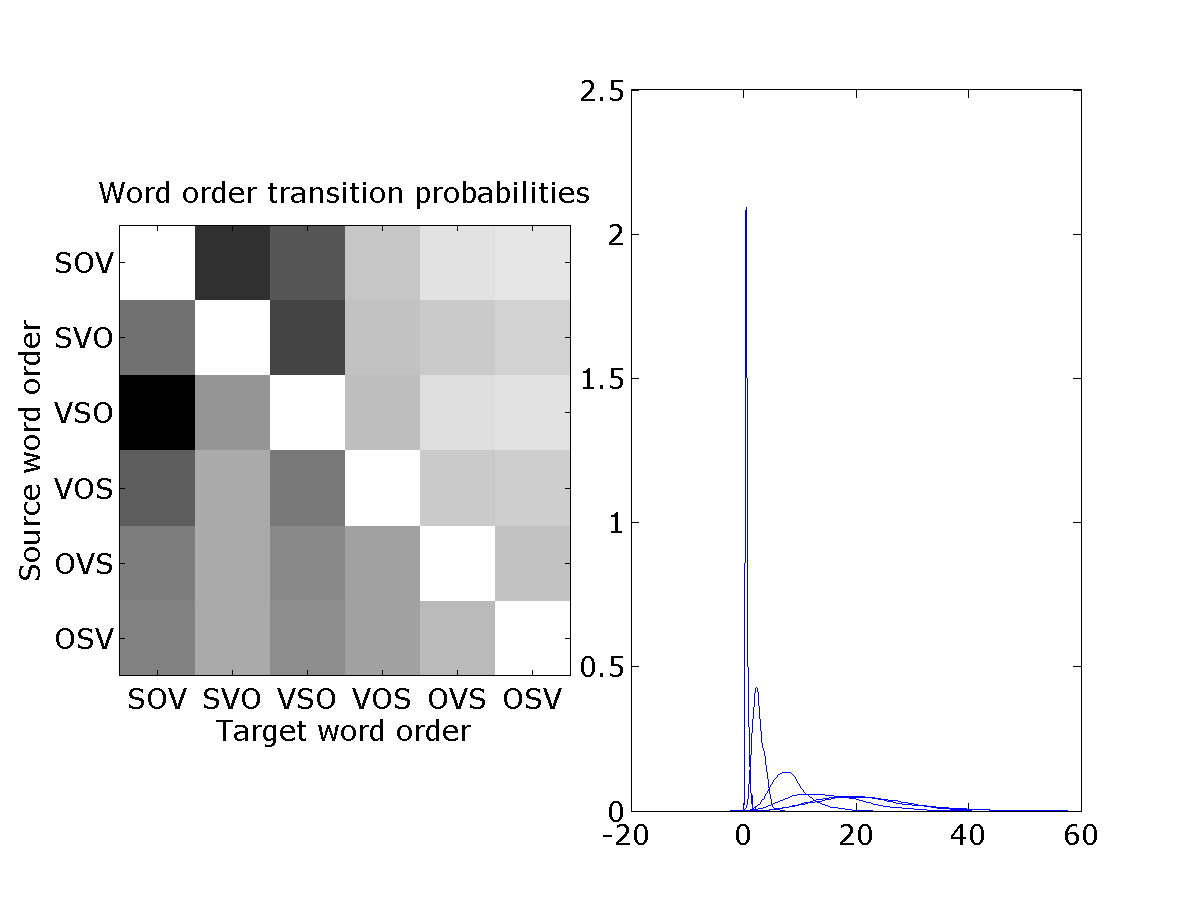 Word order transition probabilities
Source word order
SOV
SVO
VSO
VOS
OVS
OSV
SOV SVO VSO VOS OVS OSV
Target word order
2.5
2
1.5
1
0.5
0
-20 0 20 40 60